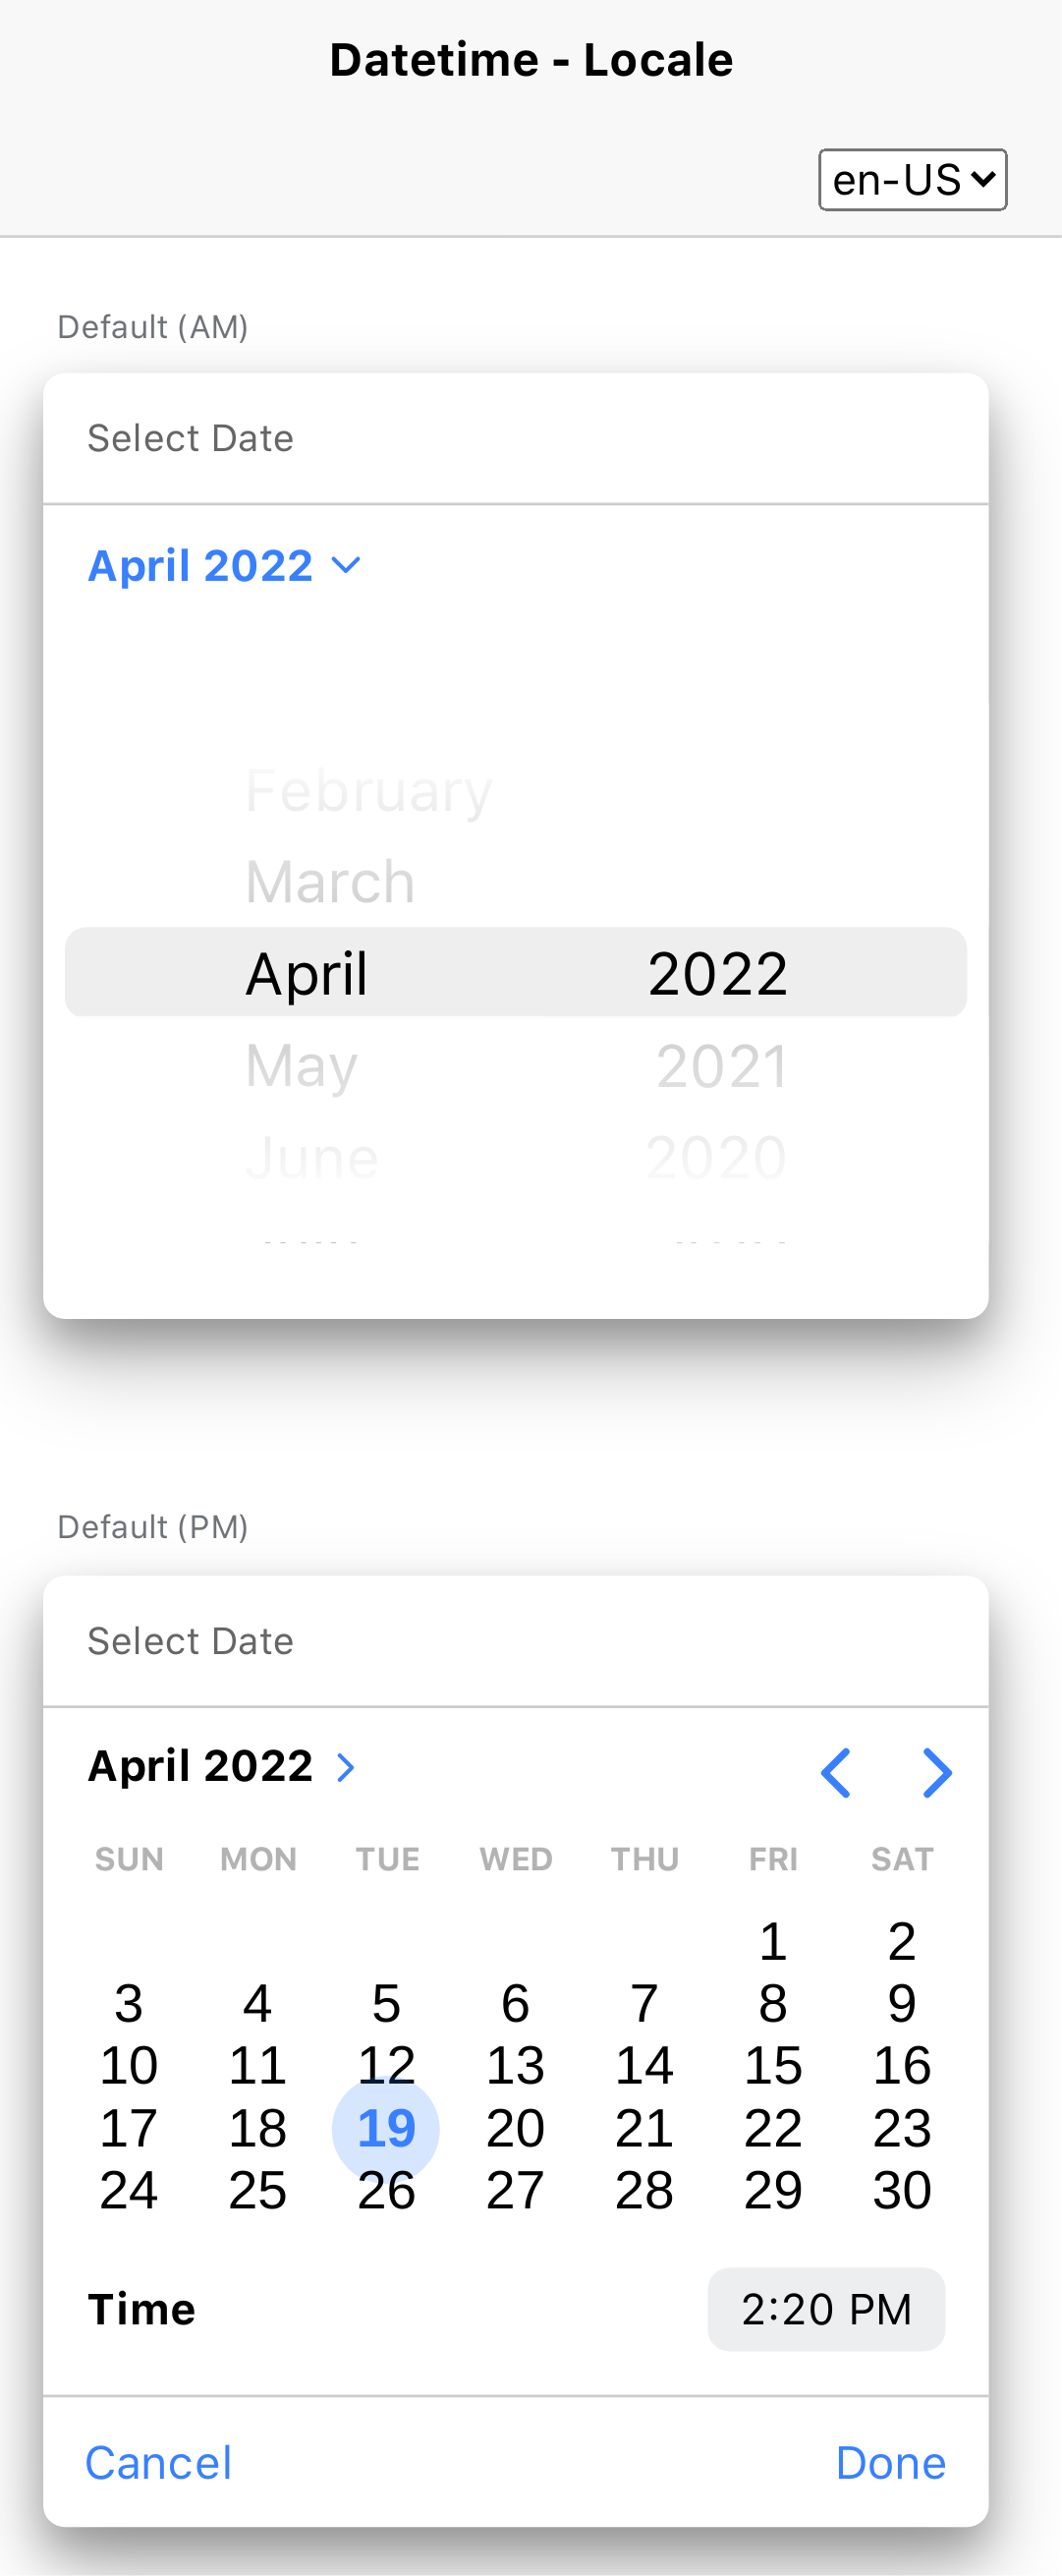 Datetime - Locale
en-US
Default (AM)
Select Date
April 2022
February
March
April 2022
May 2021
June 2020
Default (PM)
Select Date
April 2022
SUN MON TUE WED THU FRI SAT
1 2
3 4 5 6 7 8 9
10 11 12 13 14 15 16
17 18 19 20 21 22 23
24 25 26 27 28 29 30
Time 2:20 PM
Cancel Done